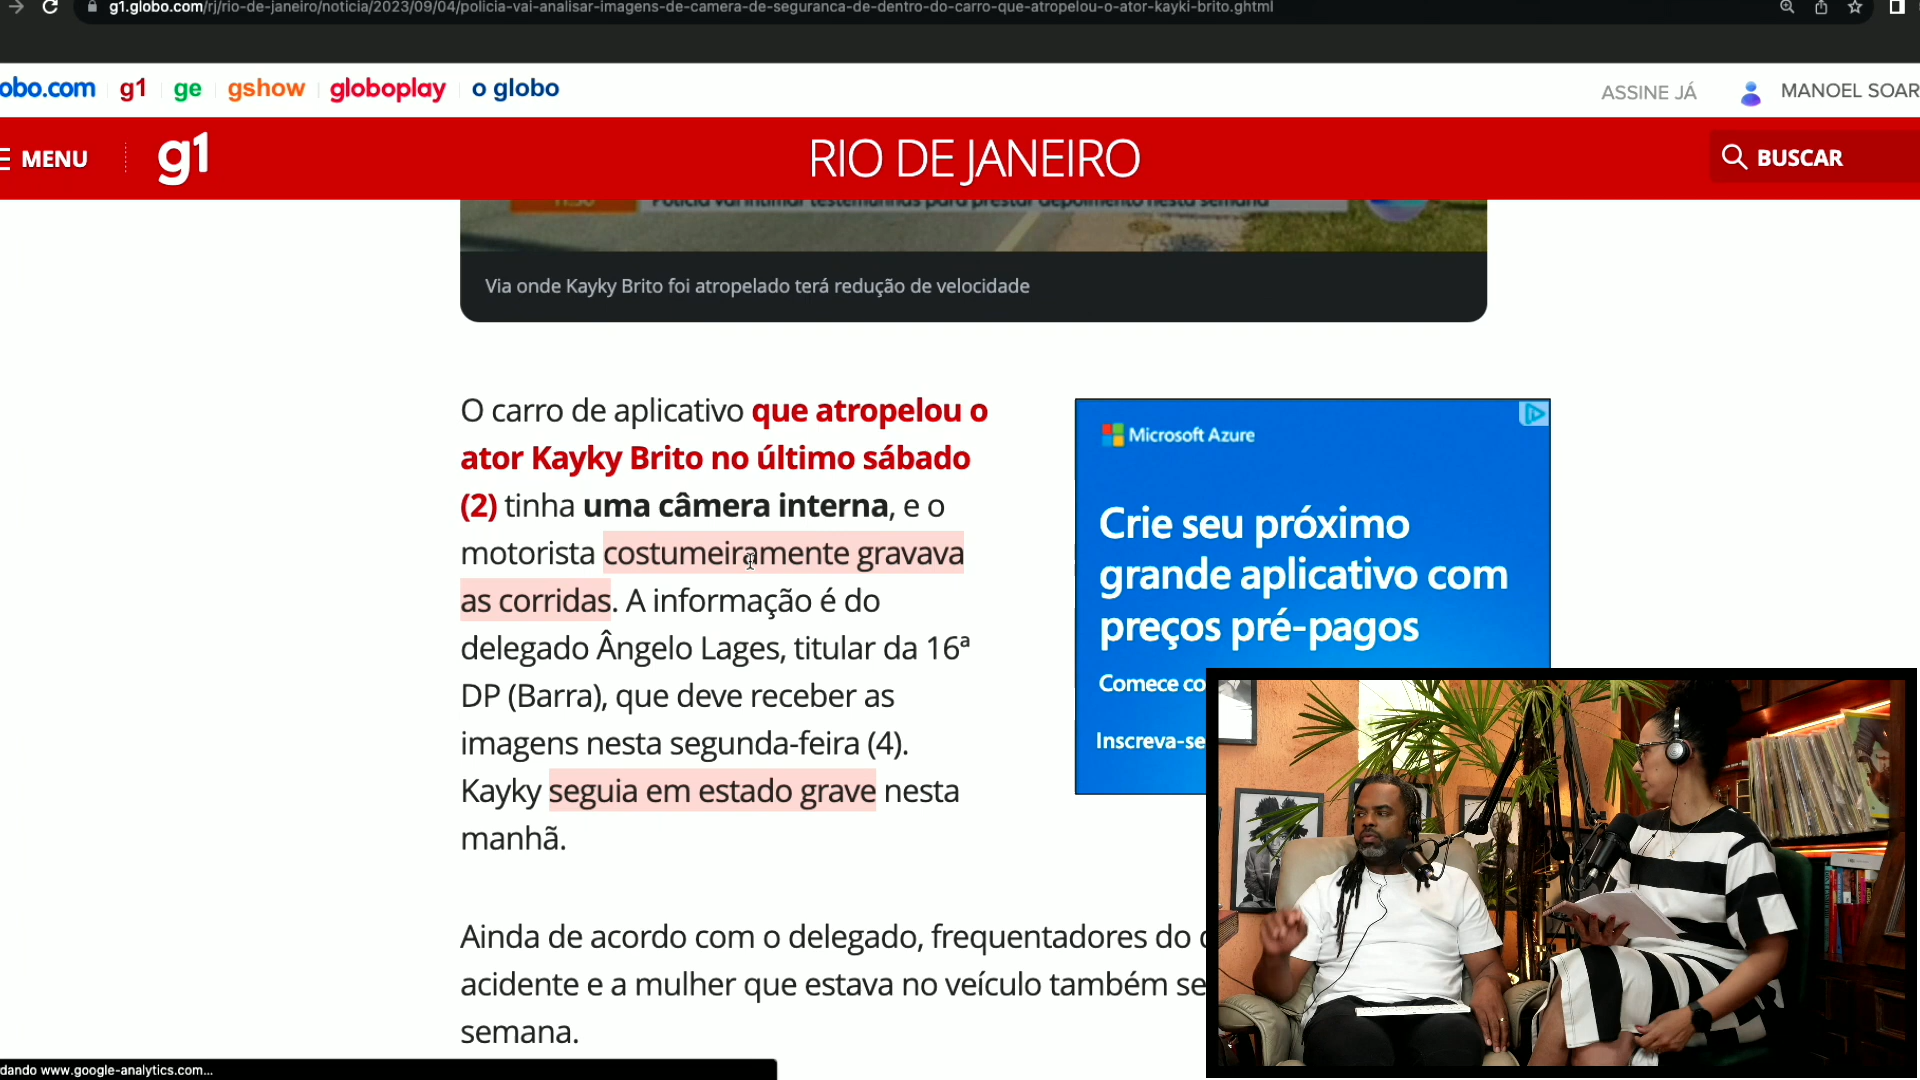 g1.globo.com/rj/rio-de-janeiro/noticia/2023/09/04/policia-vai-analisar-imagens-de-camera-de-seguranca-de-dentro-do-carro-que-atropelou-o-ator-kayki-brito.ghtml
obo.com g1 ge gshow globoplay o globo
ASSINE JÁ MANOEL SOAR
MENU g1 RIO DE JANEIRO BUSCAR
11:50 Polícia vai intimar testemunhas para prestar depoimento nesta semana
Via onde Kayky Brito foi atropelado terá redução de velocidade
O carro de aplicativo que atropelou o
ator Kayky Brito no último sábado
(2) tinha uma câmera interna, e o
motorista costumeiramente gravava
as corridas. A informação é do
delegado Ângelo Lages, titular da 16ª
DP (Barra), que deve receber as
imagens nesta segunda-feira (4).
Kayky seguia em estado grave nesta
manhã.
Microsoft Azure
Crie seu próximo
grande aplicativo com
preços pré-pagos
Comece co
Inscreva-se
Ainda de acordo com o delegado, frequentadores do
acidente e a mulher que estava no veículo também se
semana.
dando www.google-analytics.com...